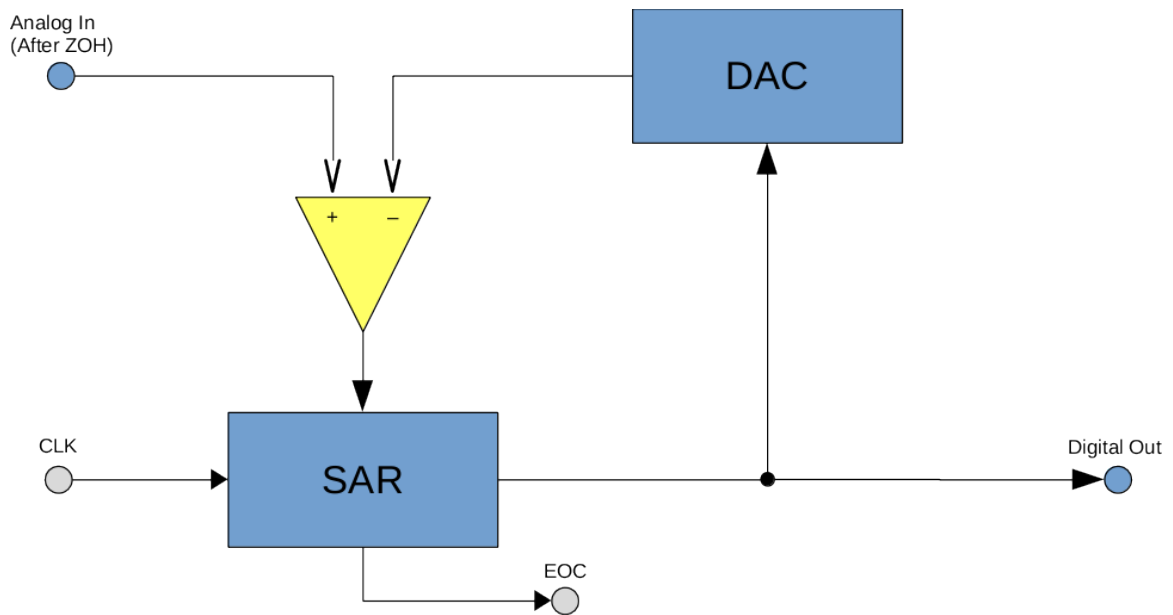 Analog In
(After ZOH)
DAC
+
–
CLK
SAR
Digital Out
EOC